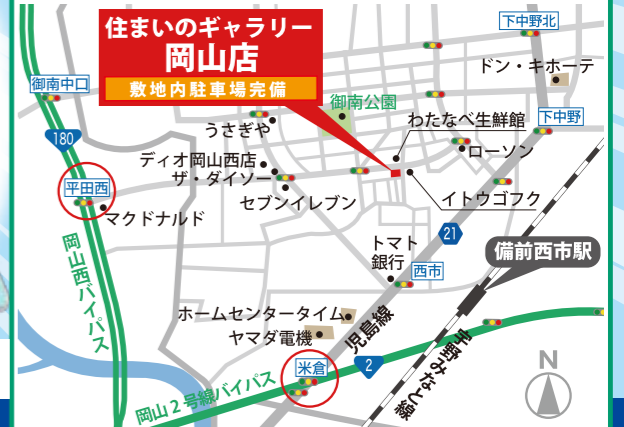 住まいのギャラリー
岡山店
敷地内駐車場完備
下中野北
ドン・キホーテ
御南中口
御南公園
わたなべ生鮮館
下中野
180
うさぎや
ローソン
ディオ岡山西店
ザ・ダイソー
平田西
セブンイレブン
イトウゴフク
マクドナルド
21
トマト
銀行
備前西市駅
西市
岡山西バイパス
ホームセンタータイム
ヤマダ電機
児島線
宇野みなと線
2
米倉
岡山2号線バイパス
N